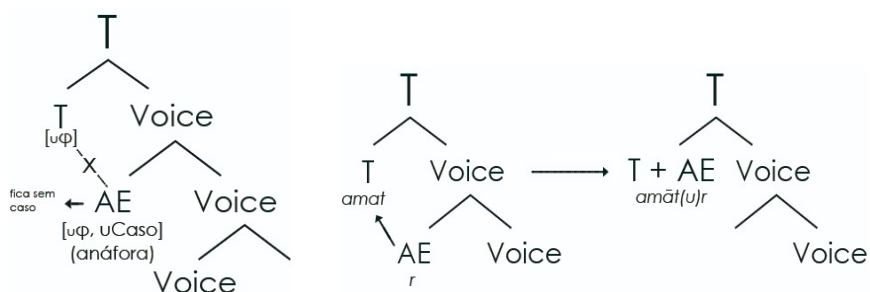 T
T Voice
[uφ]
X
fica sem
caso
AE Voice
[uφ, uCaso]
(anáfora)
Voice
T
T Voice
amat
AE Voice
r
T
T + AE Voice
amāt(u)r
Voice